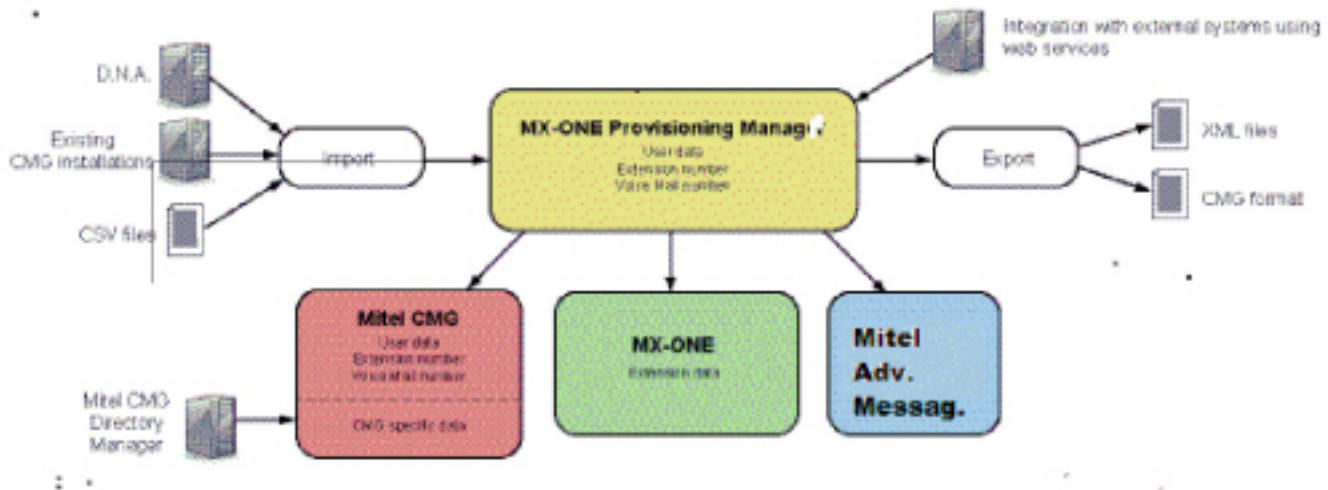 Integration with external systems using
web services
D.N.A.
Existing
CMG installations
CSV files
Import
MX-ONE Provisioning Manager
User data
Extension number
Voice Mail number
Export
XML files
CMG format
Mitel CMG
User data
Extension number
Voice Mail number
CMG specific data
MX-ONE
Extension data
Mitel
Adv.
Messag.
Mitel CMG
Directory
Manager